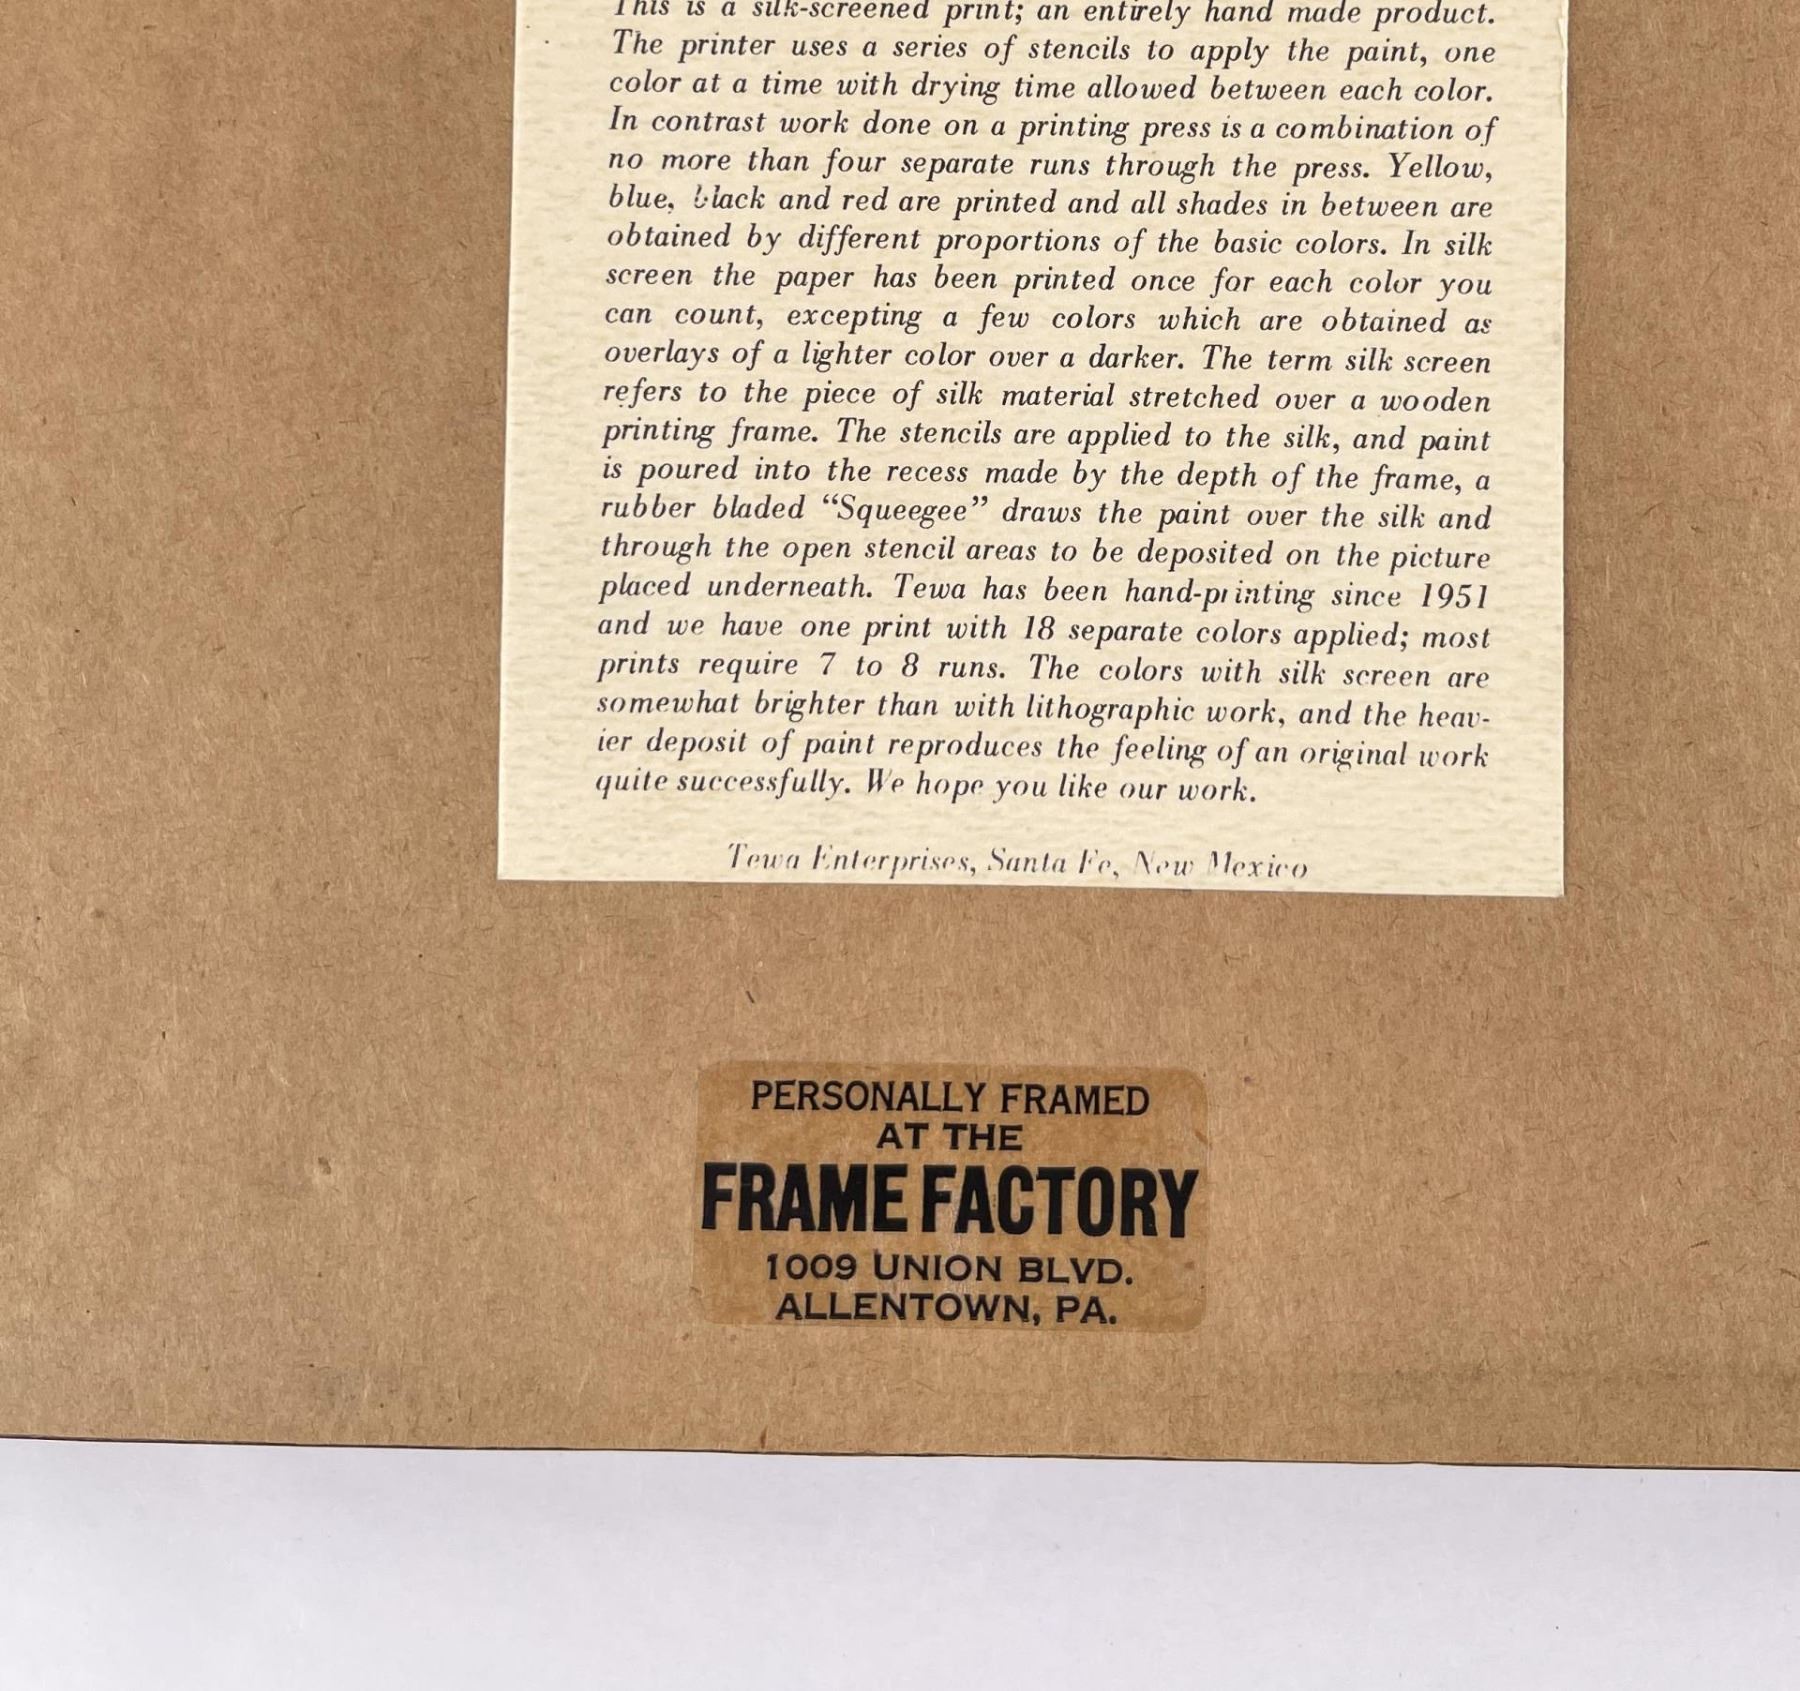 This is a silk-screened print; an entirely hand made product.
The printer uses a series of stencils to apply the paint, one
color at a time with drying time allowed between each color.
In contrast work done on a printing press is a combination of
no more than four separate runs through the press. Yellow,
blue, black and red are printed and all shades in between are
obtained by different proportions of the basic colors. In silk
screen the paper has been printed once for each color you
can count, excepting a few colors which are obtained as
overlays of a lighter color over a darker. The term silk screen
refers to the piece of silk material stretched over a wooden
printing frame. The stencils are applied to the silk, and paint
is poured into the recess made by the depth of the frame, a
rubber bladed “Squeegee” draws the paint over the silk and
through the open stencil areas to be deposited on the picture
placed underneath. Tewa has been hand-printing since 1951
and we have one print with 18 separate colors applied; most
prints require 7 to 8 runs. The colors with silk screen are
somewhat brighter than with lithographic work, and the heav-
ier deposit of paint reproduces the feeling of an original work
quite successfully. We hope you like our work.
Tewa Enterprises, Santa Fe, New Mexico
PERSONALLY FRAMED
AT THE
FRAME FACTORY
1009 UNION BLVD.
ALLENTOWN, PA.